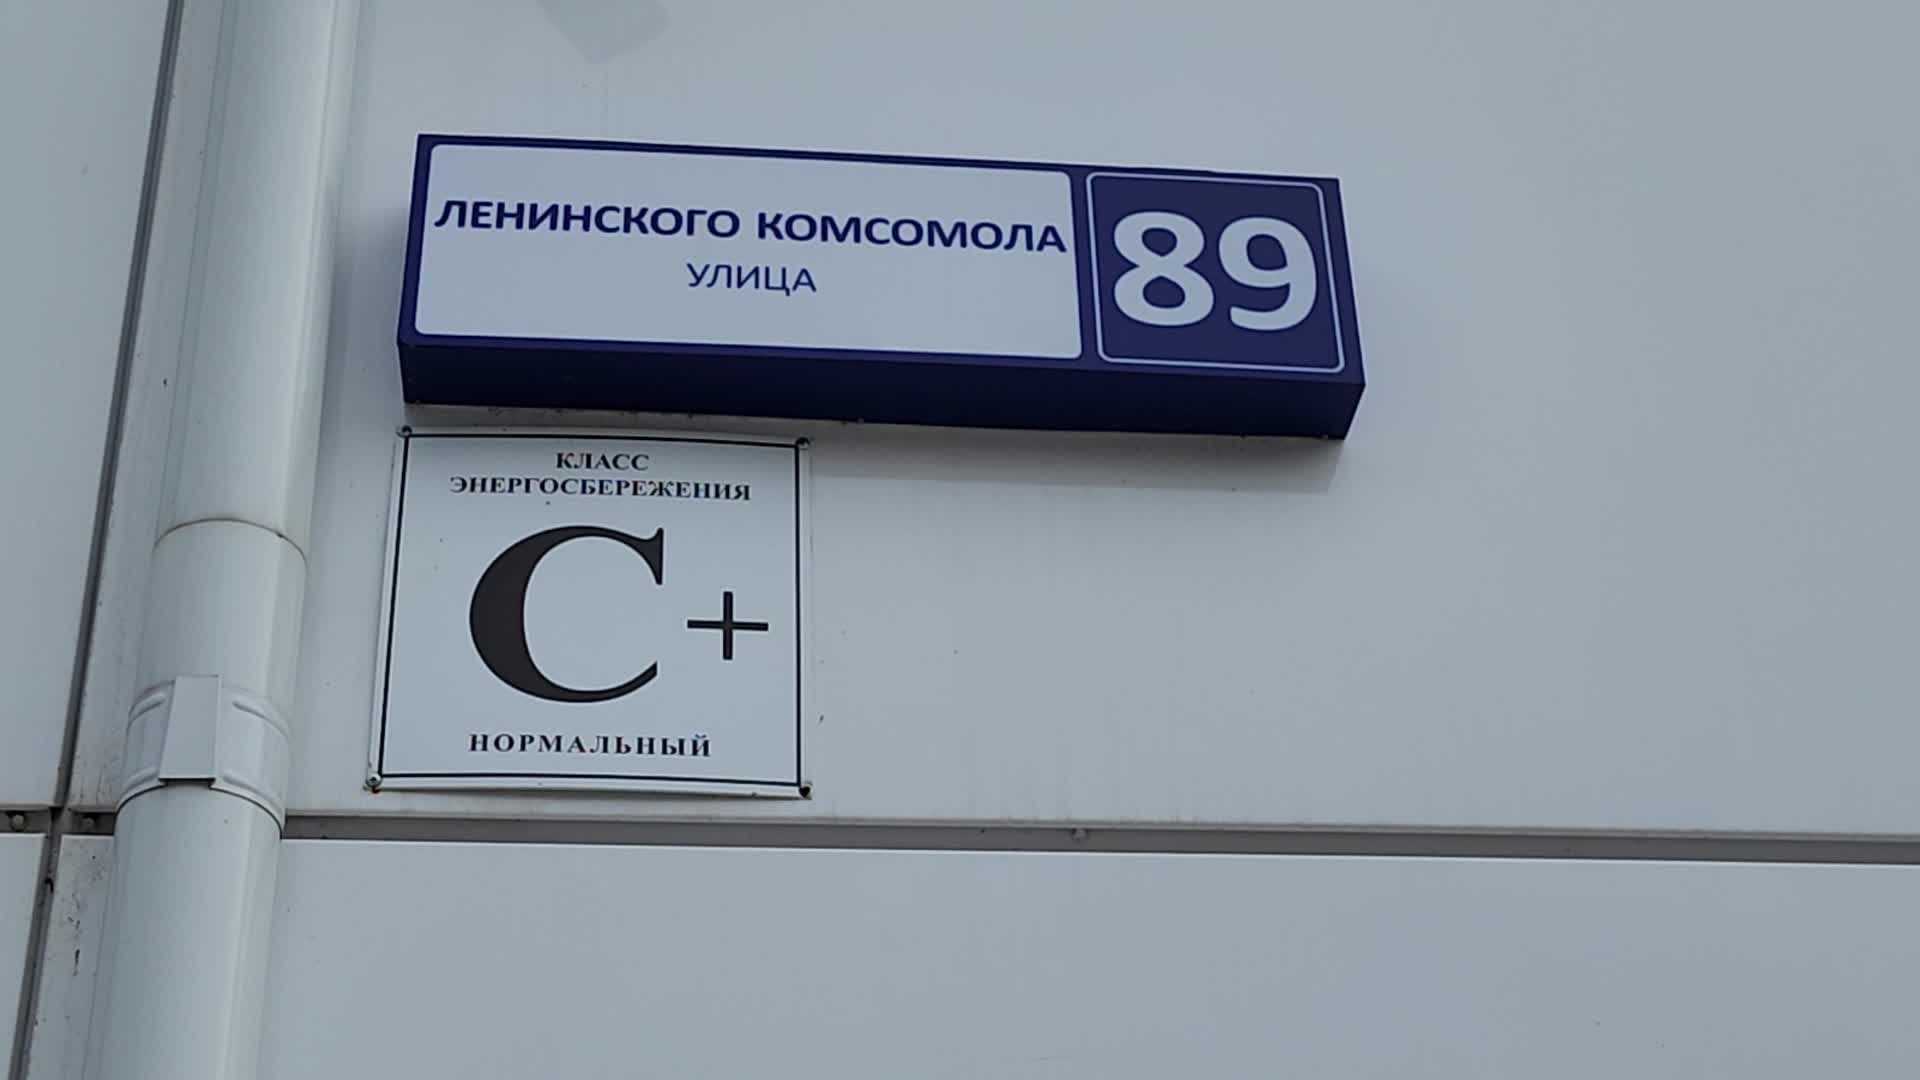 ЛЕНИНСКОГО КОМСОМОЛА
УЛИЦА
89
КЛАСС
ЭНЕРГОСБЕРЕЖЕНИЯ
С+
НОРМАЛЬНЫЙ